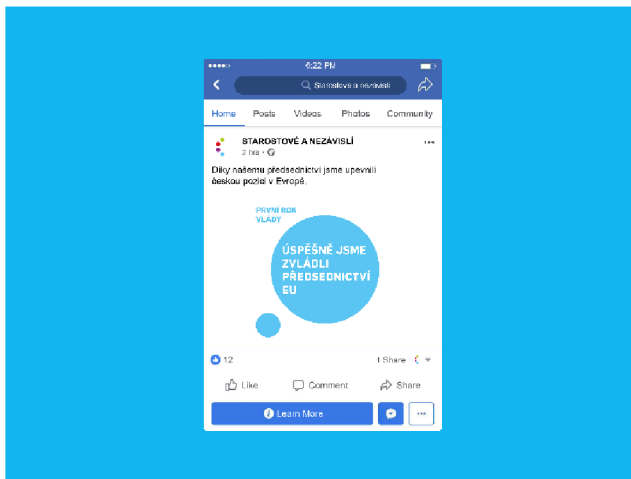 6:22 PM
Starostové a nezávislí
Home Posts Videos Photos Community
STAROSTOVÉ A NEZÁVISLÍ
2 hrs
Díky našemu předsednictví jsme upevnili
českou pozici v Evropě.
PRVNÍ ROK
VLÁDY
ÚSPĚŠNĚ JSME
ZVLÁDLI
PŘEDSEDNICTVÍ
EU
12 1 Share
Like Comment Share
Learn More